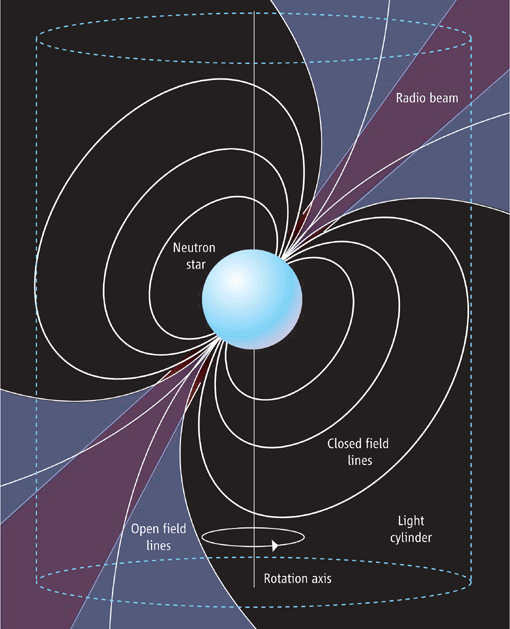 Radio beam
Neutron
star
Closed field
lines
Open field
lines
Light
cylinder
Rotation axis